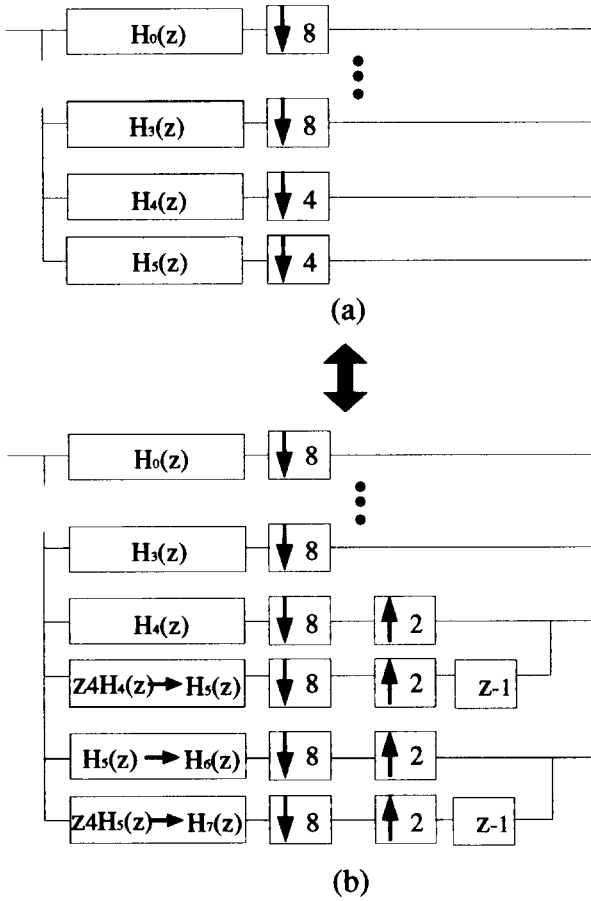 H₀(z) 8
H₃(z) 8
H₄(z) 4
H₅(z) 4
(a)
H₀(z) 8
H₃(z) 8
H₄(z) 8 2
z4H₄(z) → H₅(z) 8 2 z-1
H₅(z) → H₆(z) 8 2
z4H₅(z) → H₇(z) 8 2 z-1
(b)